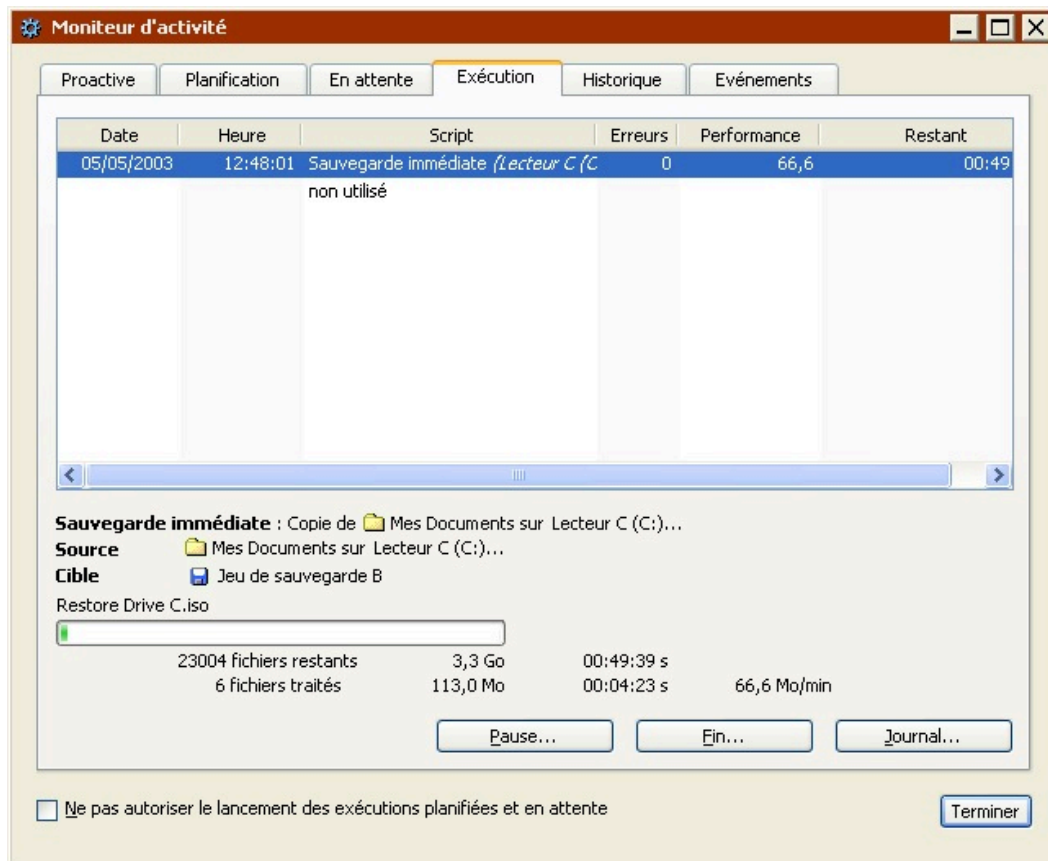 Moniteur d'activité
Proactive Planification En attente Exécution Historique Evénements
Date Heure Script Erreurs Performance Restant
05/05/2003 12:48:01 Sauvegarde immédiate (Lecteur C (C 0 66,6 00:49
non utilisé
Sauvegarde immédiate : Copie de Mes Documents sur Lecteur C (C:)...
Source Mes Documents sur Lecteur C (C:)...
Cible Jeu de sauvegarde B
Restore Drive C.iso
23004 fichiers restants 3,3 Go 00:49:39 s
6 fichiers traités 113,0 Mo 00:04:23 s 66,6 Mo/min
Pause... Fin... Journal...
Ne pas autoriser le lancement des exécutions planifiées et en attente Terminer